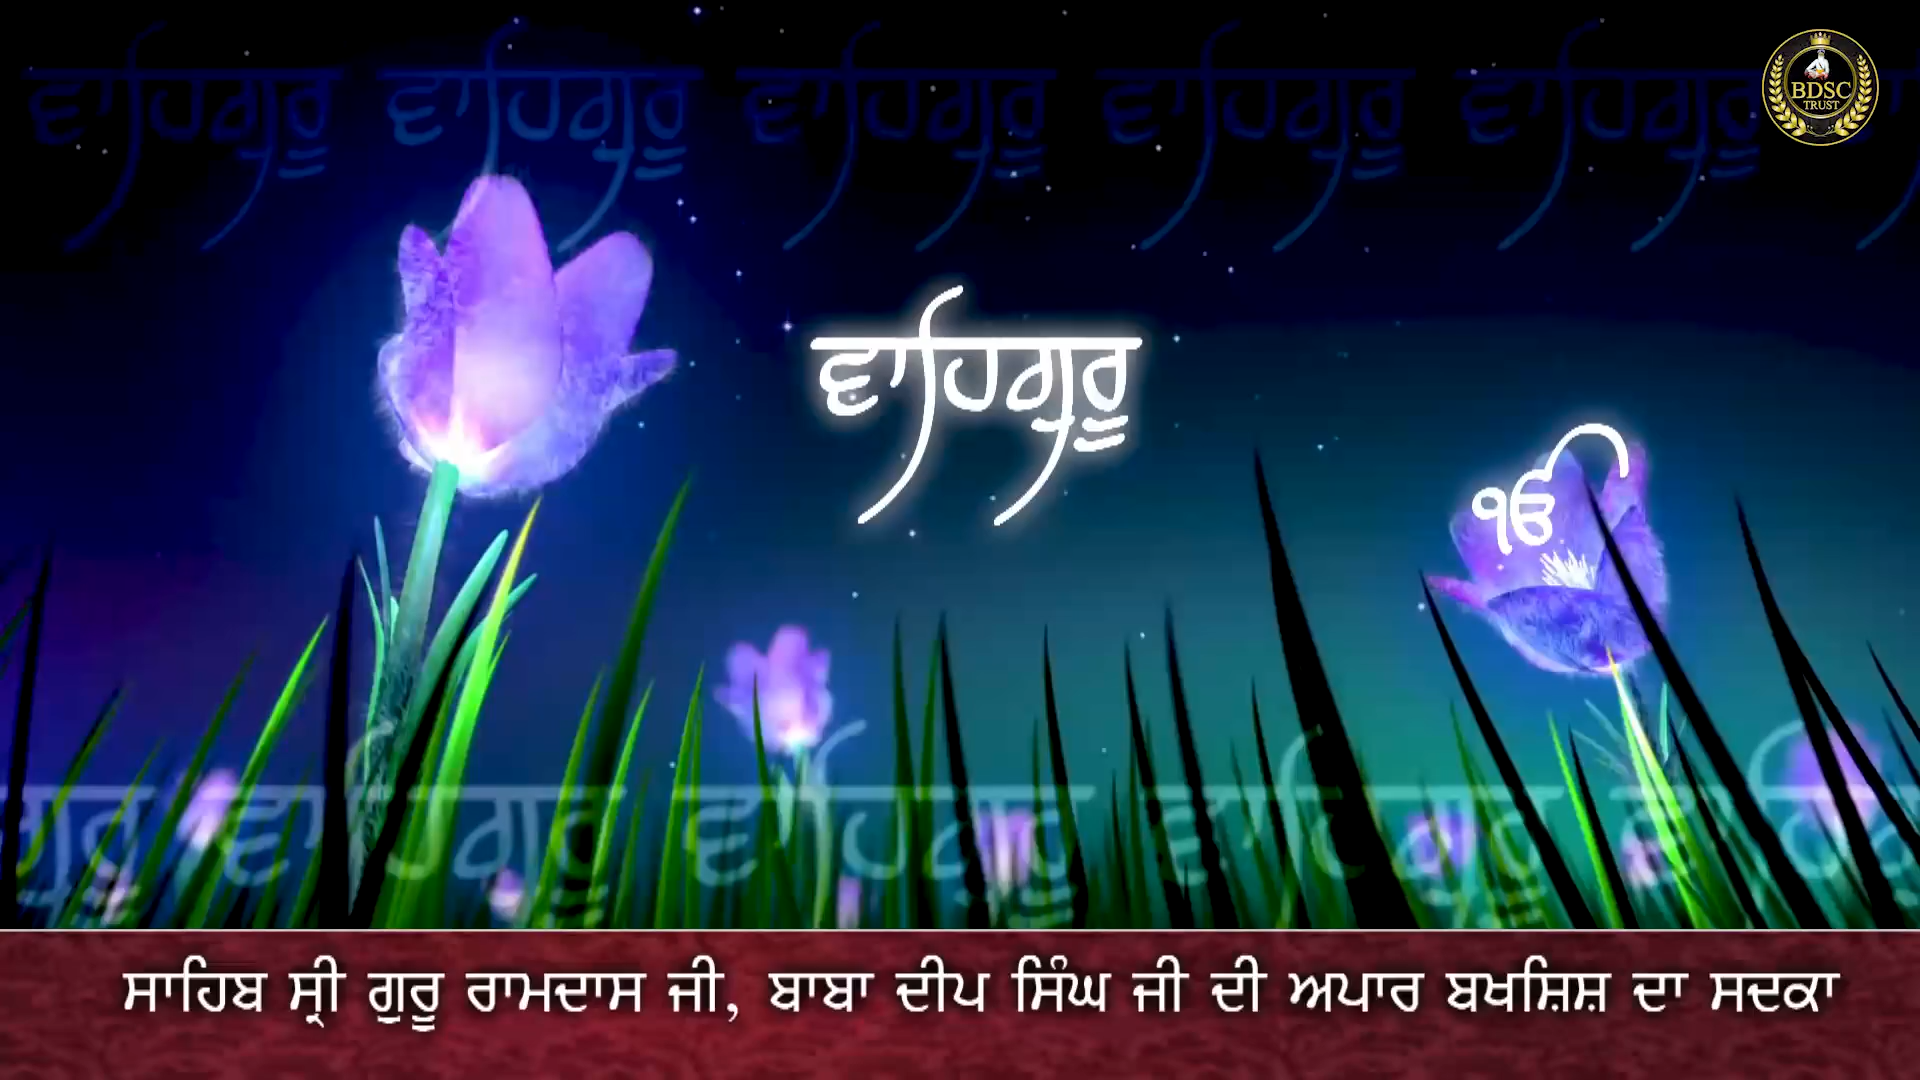 ਵਾਹਿਗੁਰੂ ਵਾਹਿਗੁਰੂ ਵਾਹਿਗੁਰੂ ਵਾਹਿਗੁਰੂ ਵਾਹਿਗੁਰੂ
BDSC
TRUST
ਵਾਹਿਗੁਰੂ
ੴ
ਗੁਰੂ ਵਾਹਿਗੁਰੂ ਵਾਹਿਗੁਰੂ ਵਾਹਿਗੁਰੂ ਵਾਹਿਗੁਰੂ
ਸਾਹਿਬ ਸ੍ਰੀ ਗੁਰੂ ਰਾਮਦਾਸ ਜੀ, ਬਾਬਾ ਦੀਪ ਸਿੰਘ ਜੀ ਦੀ ਅਪਾਰ ਬਖਸ਼ਿਸ਼ ਦਾ ਸਦਕਾ